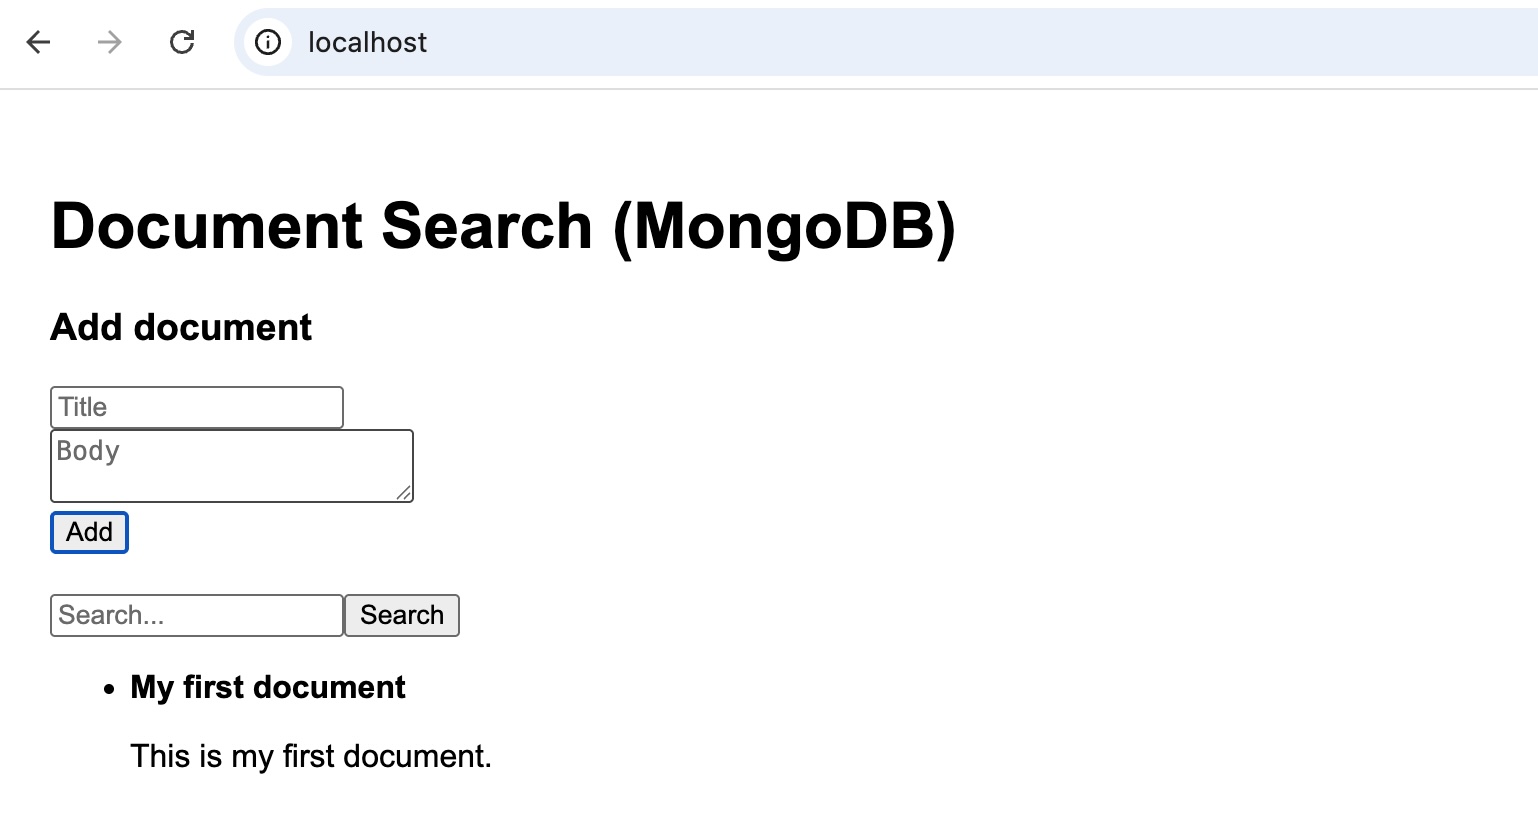 localhost
Document Search (MongoDB)
Add document
Title
Body
Add
Search... Search
My first document
This is my first document.